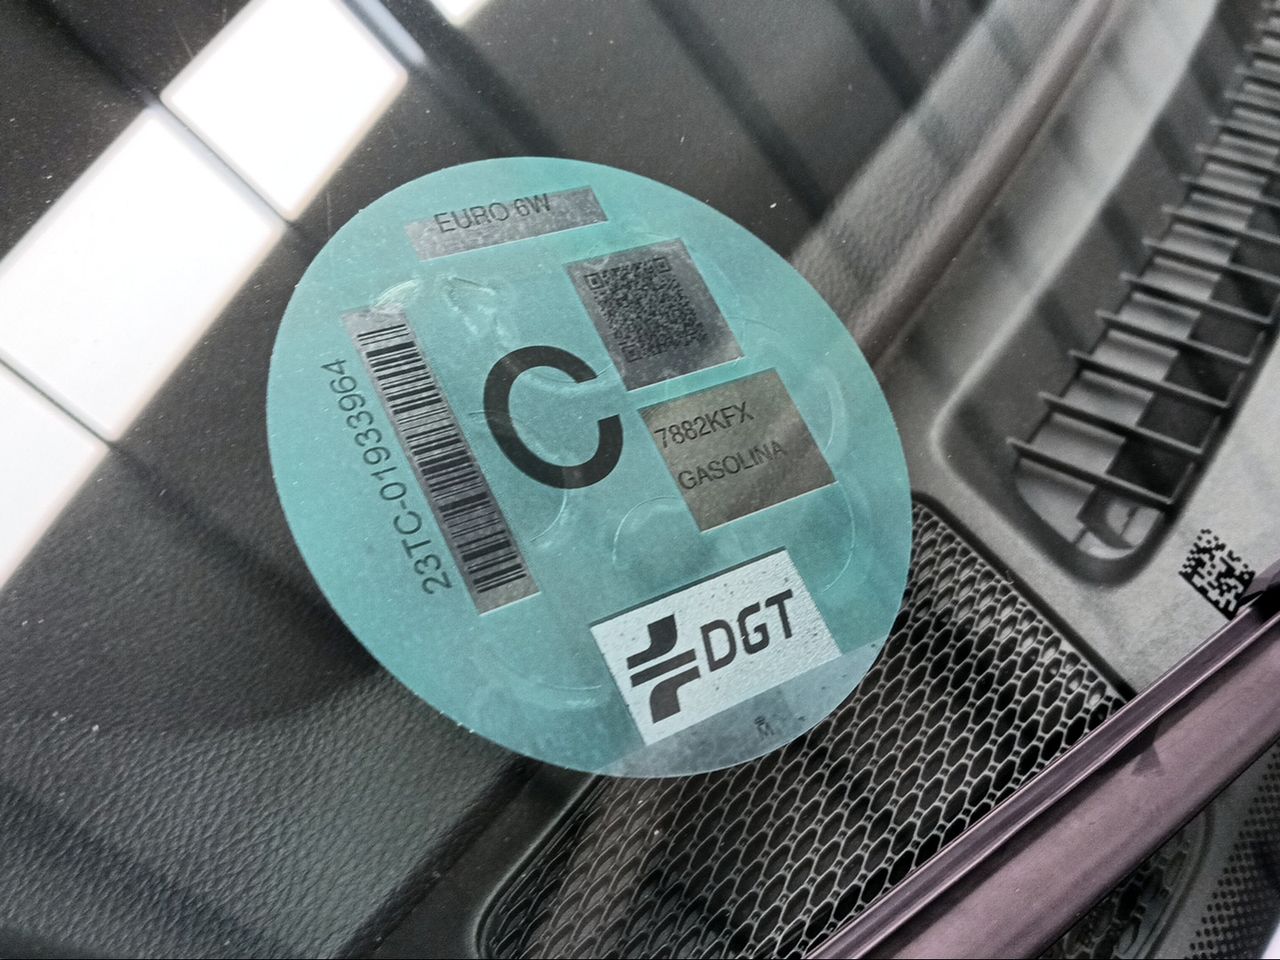 EURO 6W
C
7882KFX
GASOLINA
23TC-01933964
DGT
M